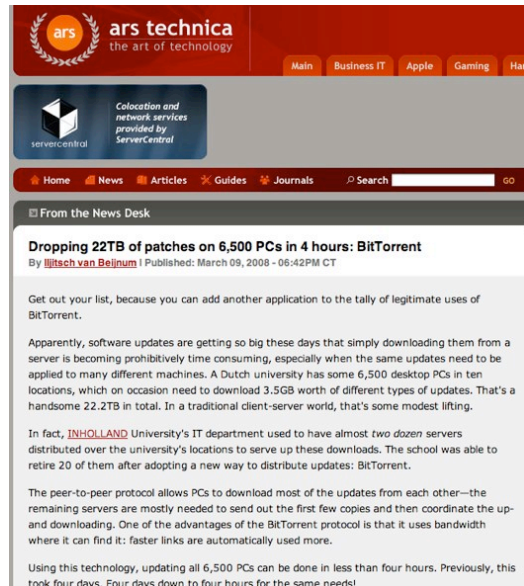 ars
ars technica
the art of technology
Main Business IT Apple Gaming Ha
servercentral
Colocation and
network services
provided by
ServerCentral
Home News Articles Guides Journals Search GO
From the News Desk
Dropping 22TB of patches on 6,500 PCs in 4 hours: BitTorrent
By Iljitsch van Beijnum | Published: March 09, 2008 - 06:42PM CT
Get out your list, because you can add another application to the tally of legitimate uses of
BitTorrent.
Apparently, software updates are getting so big these days that simply downloading them from a
server is becoming prohibitively time consuming, especially when the same updates need to be
applied to many different machines. A Dutch university has some 6,500 desktop PCs in ten
locations, which on occasion need to download 3.5GB worth of different types of updates. That's a
handsome 22.2TB in total. In a traditional client-server world, that's some modest lifting.
In fact, INHOLLAND University's IT department used to have almost two dozen servers
distributed over the university's locations to serve up these downloads. The school was able to
retire 20 of them after adopting a new way to distribute updates: BitTorrent.
The peer-to-peer protocol allows PCs to download most of the updates from each other—the
remaining servers are mostly needed to send out the first few copies and then coordinate the up-
and downloading. One of the advantages of the BitTorrent protocol is that it uses bandwidth
where it can find it: faster links are automatically used more.
Using this technology, updating all 6,500 PCs can be done in less than four hours. Previously, this
took four days. Four days down to four hours for the same needs!